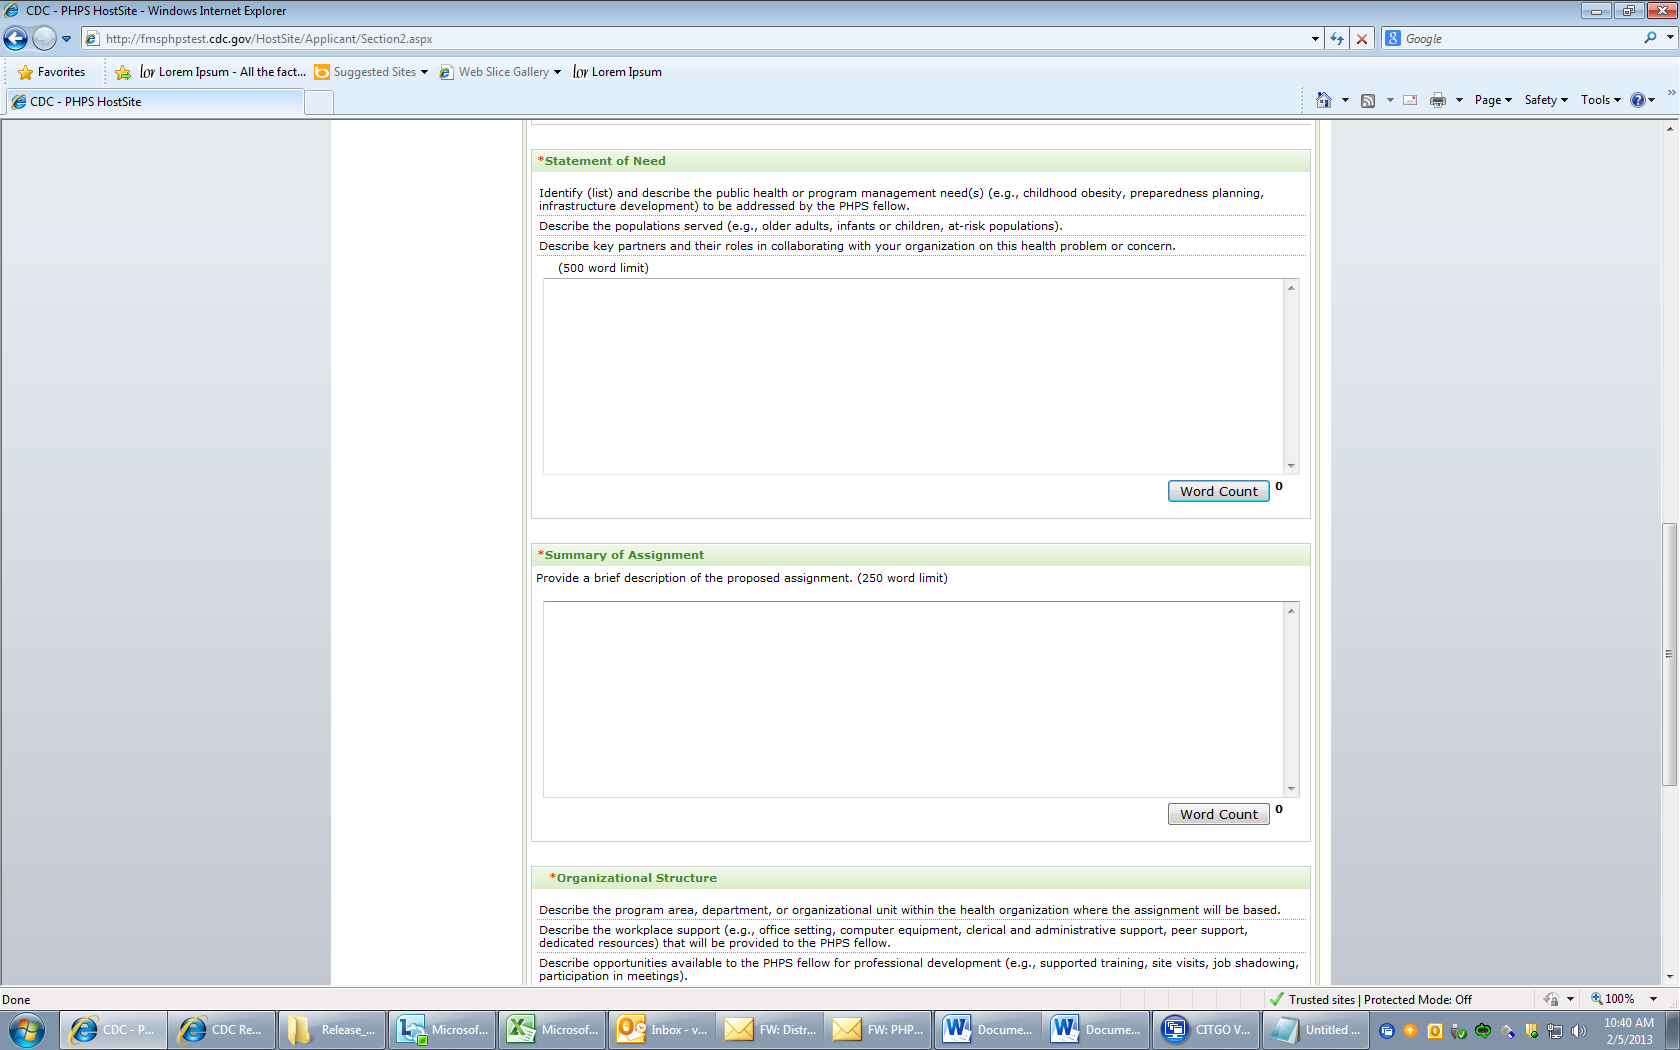 CDC - PHPS HostSite - Windows Internet Explorer
http://fmsphpstest.cdc.gov/HostSite/Applicant/Section2.aspx
Google
Favorites
lor Lorem Ipsum - All the fact...
Suggested Sites
Web Slice Gallery
lor Lorem Ipsum
CDC - PHPS HostSite
Page
Safety
Tools
*Statement of Need
Identify (list) and describe the public health or program management need(s) (e.g., childhood obesity, preparedness planning,
infrastructure development) to be addressed by the PHPS fellow.
Describe the populations served (e.g., older adults, infants or children, at-risk populations).
Describe key partners and their roles in collaborating with your organization on this health problem or concern.
(500 word limit)
Word Count 0
*Summary of Assignment
Provide a brief description of the proposed assignment. (250 word limit)
Word Count 0
*Organizational Structure
Describe the program area, department, or organizational unit within the health organization where the assignment will be based.
Describe the workplace support (e.g., office setting, computer equipment, clerical and administrative support, peer support,
dedicated resources) that will be provided to the PHPS fellow.
Describe opportunities available to the PHPS fellow for professional development (e.g., supported training, site visits, job shadowing,
participation in meetings).
Done
Trusted sites | Protected Mode: Off
100%
CDC - P...
CDC Re...
Release_...
Microsof...
Microsof...
Inbox - v...
FW: Distr...
FW: PHP...
Docume...
Docume...
CITGO V...
Untitled ...
10:40 AM
2/5/2013